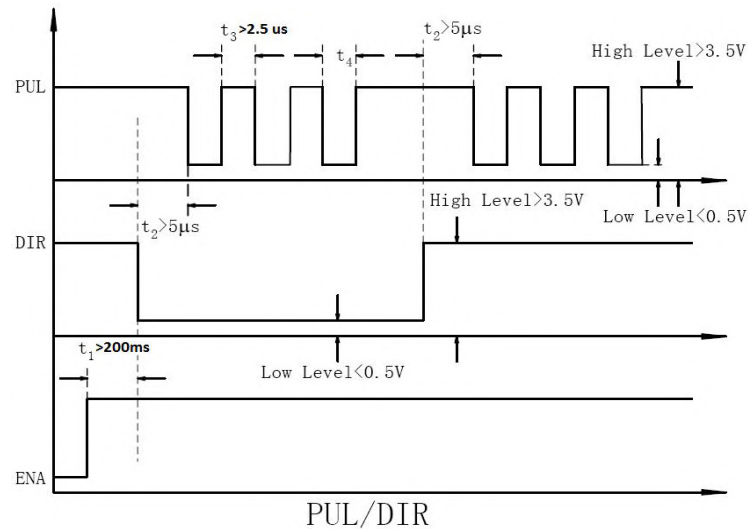 t3>2.5 us
t2>5μs
t4
High Level>3.5V
PUL
t2>5μs
High Level>3.5V
Low Level<0.5V
DIR
t1>200ms
Low Level<0.5V
ENA
PUL/DIR